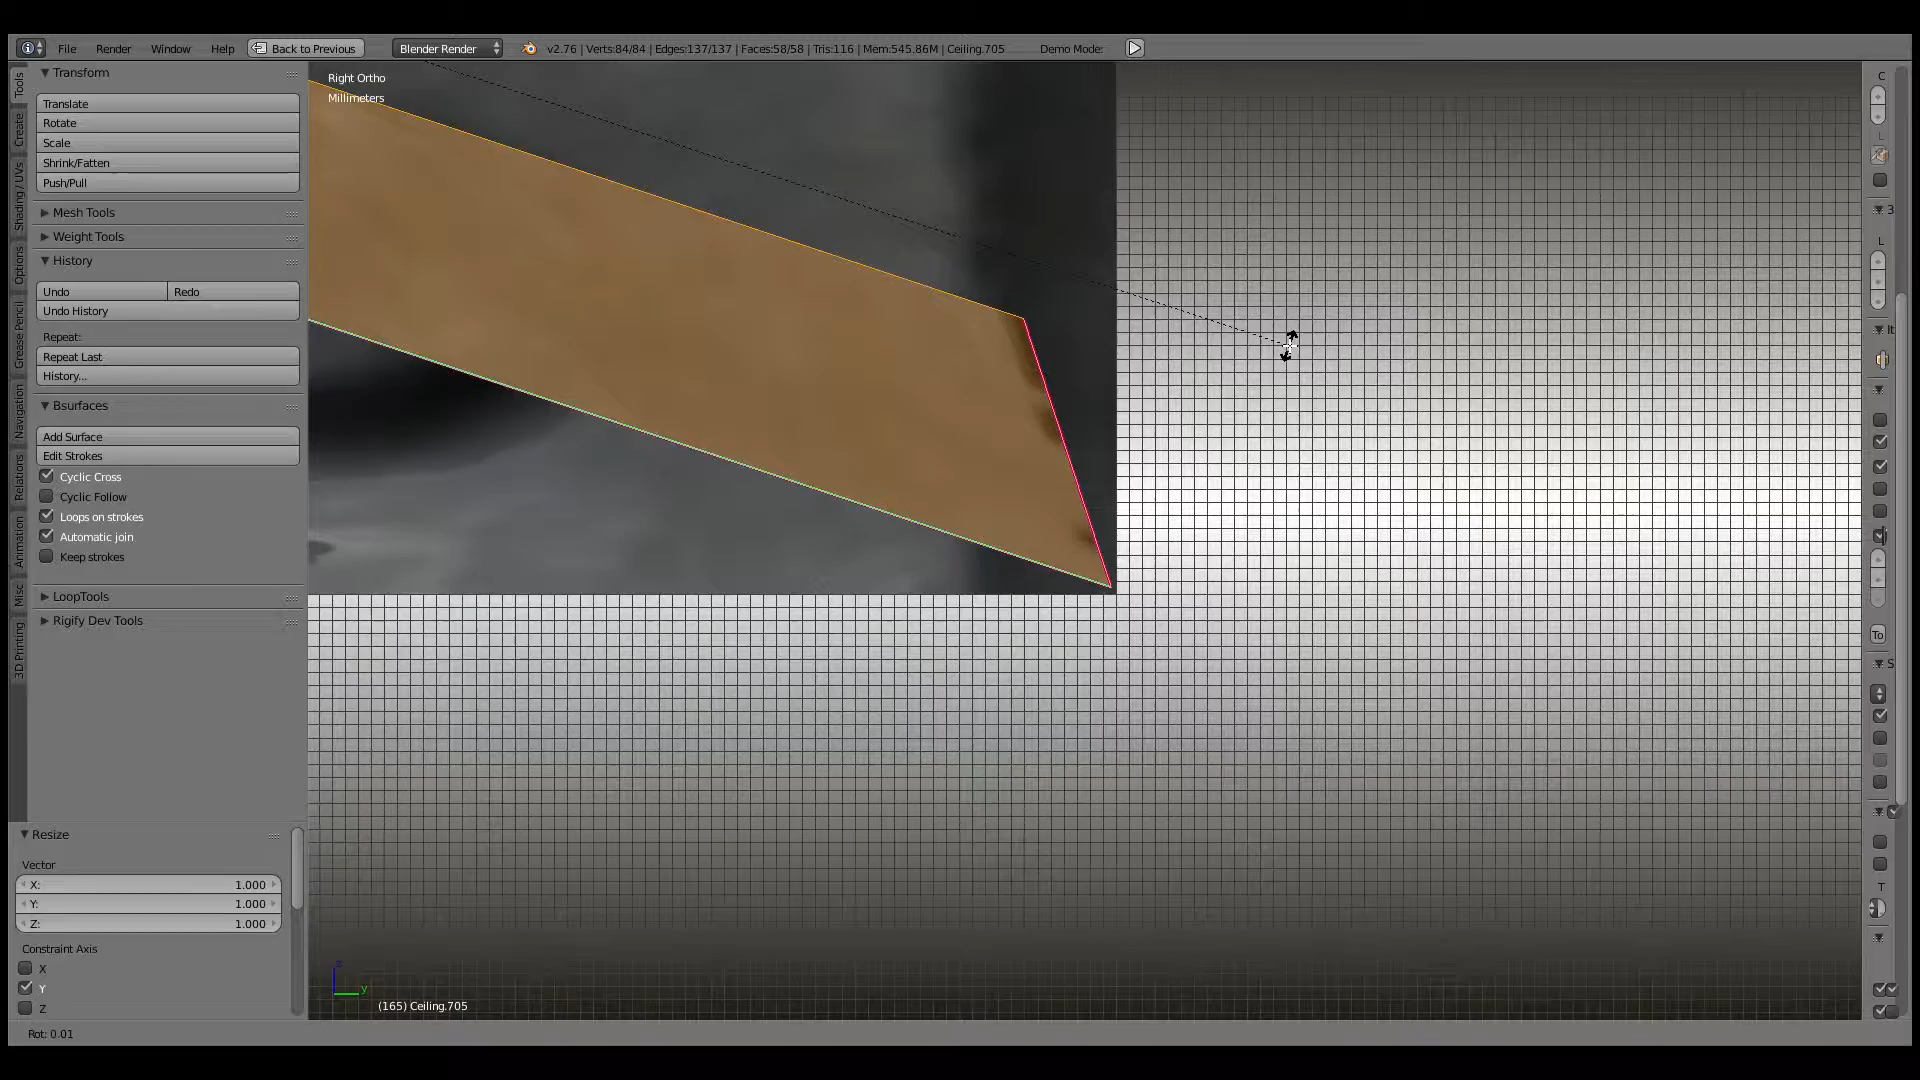 File Render Window Help Back to Previous Blender Render v2.76 | Verts:84/84 | Edges:137/137 | Faces:58/58 | Tris:116 | Mem:545.86M | Ceiling.705 Demo Mode:
Tools
Create
Shading / UVs
Options
Grease Pencil
Navigation
Relations
Animation
Misc
3D Printing
Transform
Translate
Rotate
Scale
Shrink/Fatten
Push/Pull
Mesh Tools
Weight Tools
History
Undo Redo
Undo History
Repeat:
Repeat Last
History...
Bsurfaces
Add Surface
Edit Strokes
Cyclic Cross
Cyclic Follow
Loops on strokes
Automatic join
Keep strokes
LoopTools
Rigify Dev Tools
Resize
Vector
X: 1.000
Y: 1.000
Z: 1.000
Constraint Axis
X
Y
Z
Rot: 0.01
Right Ortho
Millimeters
z
y
(165) Ceiling.705
C
L
3
L
It
To
S
T